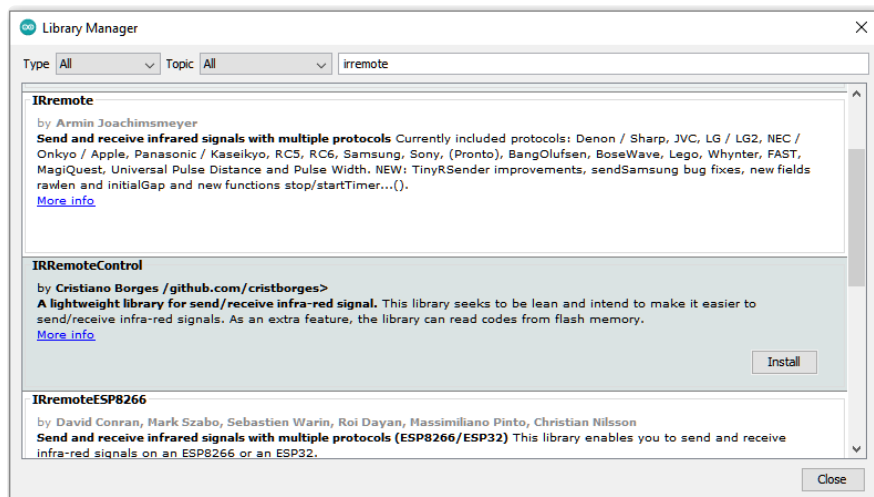 Library Manager
Type All Topic All irremote
IRremote
by Armin Joachimsmeyer
Send and receive infrared signals with multiple protocols Currently included protocols: Denon / Sharp, JVC, LG / LG2, NEC /
Onkyo / Apple, Panasonic / Kaseikyo, RC5, RC6, Samsung, Sony, (Pronto), BangOlufsen, BoseWave, Lego, Whynter, FAST,
MagiQuest, Universal Pulse Distance and Pulse Width. NEW: TinyRSender improvements, sendSamsung bug fixes, new fields
rawlen and initialGap and new functions stop/startTimer...().
More info
IRRemoteControl
by Cristiano Borges /github.com/cristborges>
A lightweight library for send/receive infra-red signal. This library seeks to be lean and intend to make it easier to
send/receive infra-red signals. As an extra feature, the library can read codes from flash memory.
More info
Install
IRremoteESP8266
by David Conran, Mark Szabo, Sebastien Warin, Roi Dayan, Massimiliano Pinto, Christian Nilsson
Send and receive infrared signals with multiple protocols (ESP8266/ESP32) This library enables you to send and receive
infra-red signals on an ESP8266 or an ESP32.
Close